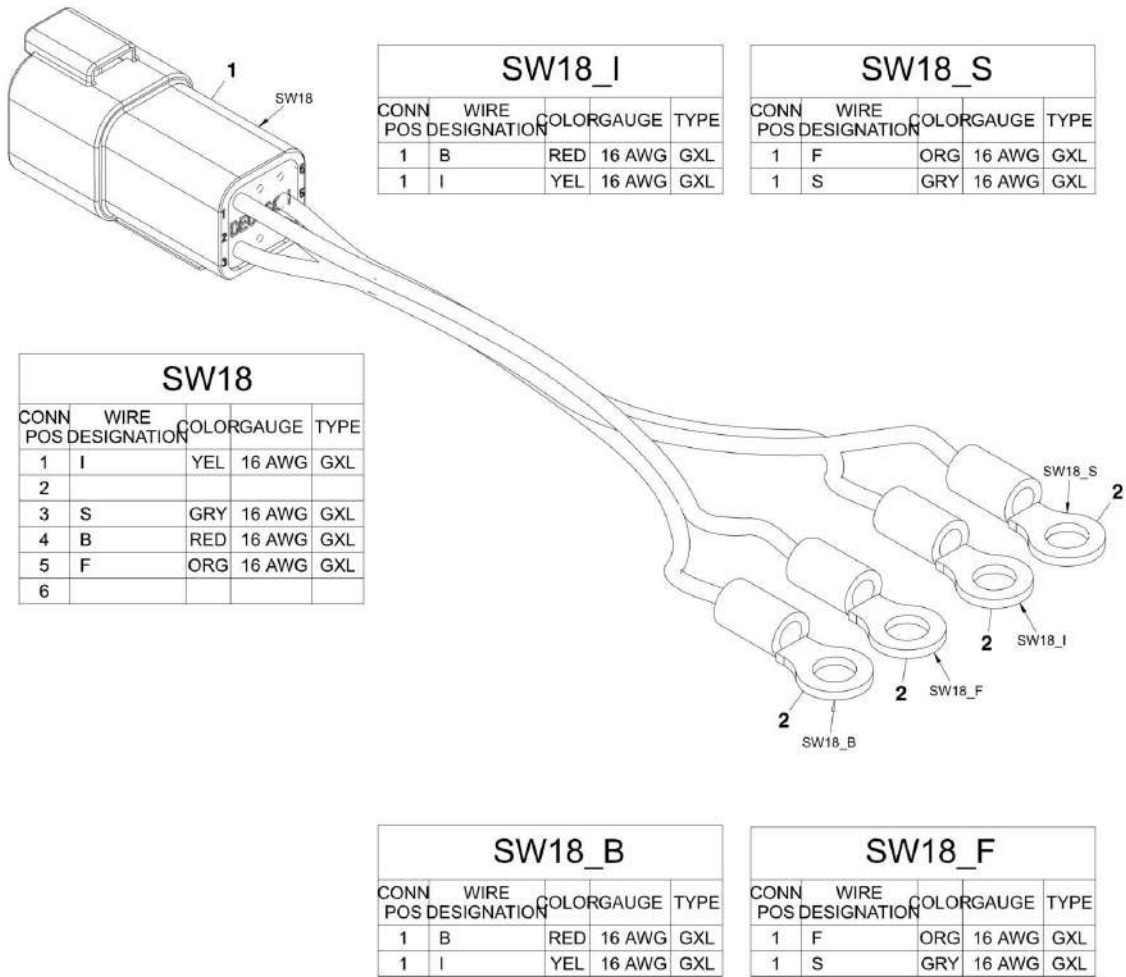 1
SW18
SW18_I
CONN POS WIRE DESIGNATION COLOR GAUGE TYPE
1 B RED 16 AWG GXL
1 I YEL 16 AWG GXL
SW18_S
CONN POS WIRE DESIGNATION COLOR GAUGE TYPE
1 F ORG 16 AWG GXL
1 S GRY 16 AWG GXL
1
2
3
6
5
SW18
CONN POS WIRE DESIGNATION COLOR GAUGE TYPE
1 I YEL 16 AWG GXL
2
3 S GRY 16 AWG GXL
4 B RED 16 AWG GXL
5 F ORG 16 AWG GXL
6
SW18_S
2
SW18_I
2
SW18_F
2
SW18_B
2
SW18_B
CONN POS WIRE DESIGNATION COLOR GAUGE TYPE
1 B RED 16 AWG GXL
1 I YEL 16 AWG GXL
SW18_F
CONN POS WIRE DESIGNATION COLOR GAUGE TYPE
1 F ORG 16 AWG GXL
1 S GRY 16 AWG GXL